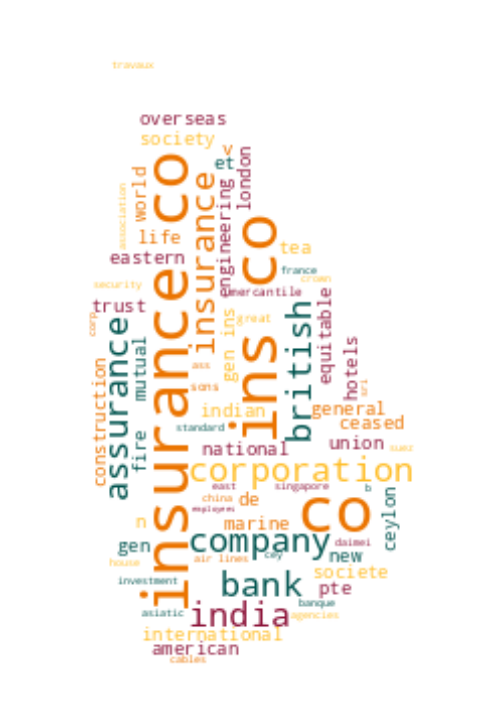 travaux
overseas
society
v
et
london
world
association
insurance co
insurance
engineering
life
eastern
ins co
tea
france
crown
security
mercantile
trust
equitable
corp
assurance
mutual
gen ins
great
british
hotels
construction
ass
sons
sri
indian
general
ceased
standard
fire
national
union
suez
corporation
east
singapore
b
china
de
co
ceylon
employees
n
marine
gen
company
daimei
new
air lines
cey
house
societe
investment
bank
pte
banque
asiatic
india
agencies
international
american
cables